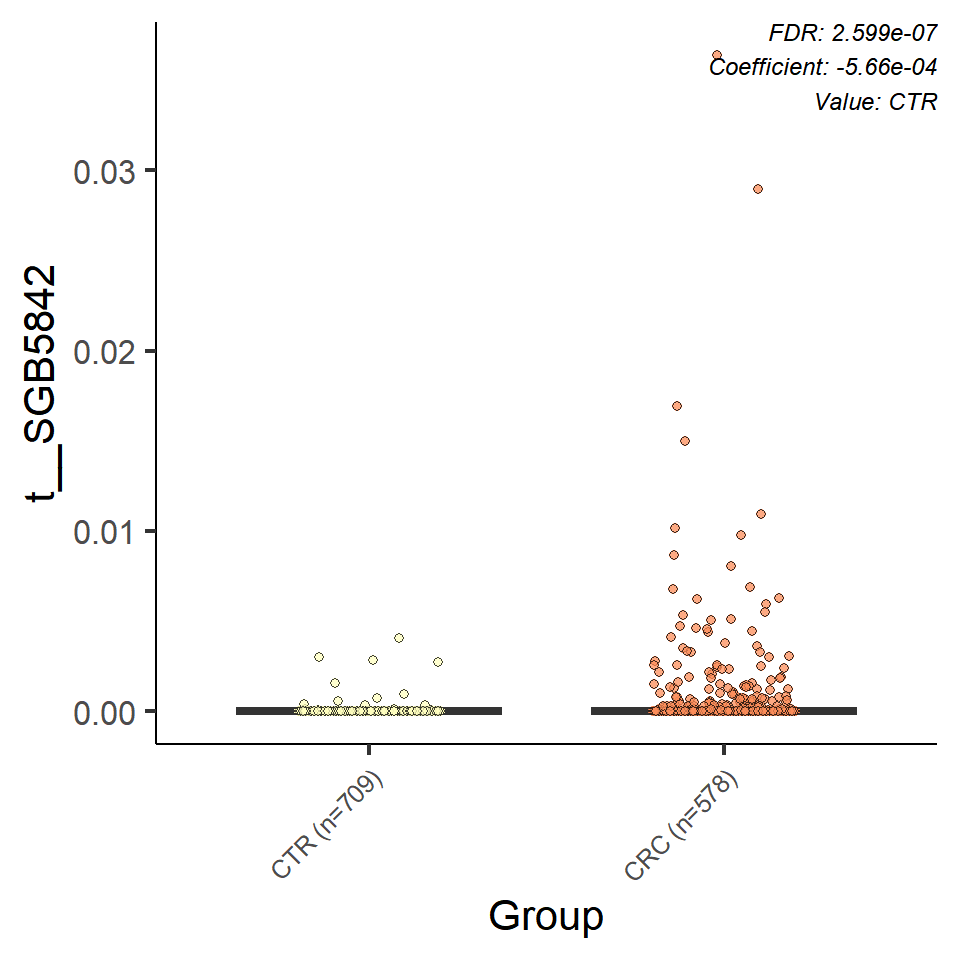 FDR: 2.599e-07
Coefficient: -5.66e-04
Value: CTR
0.03
0.02
0.01
0.00
t__SGB5842
CTR (n=709)
CRC (n=578)
Group